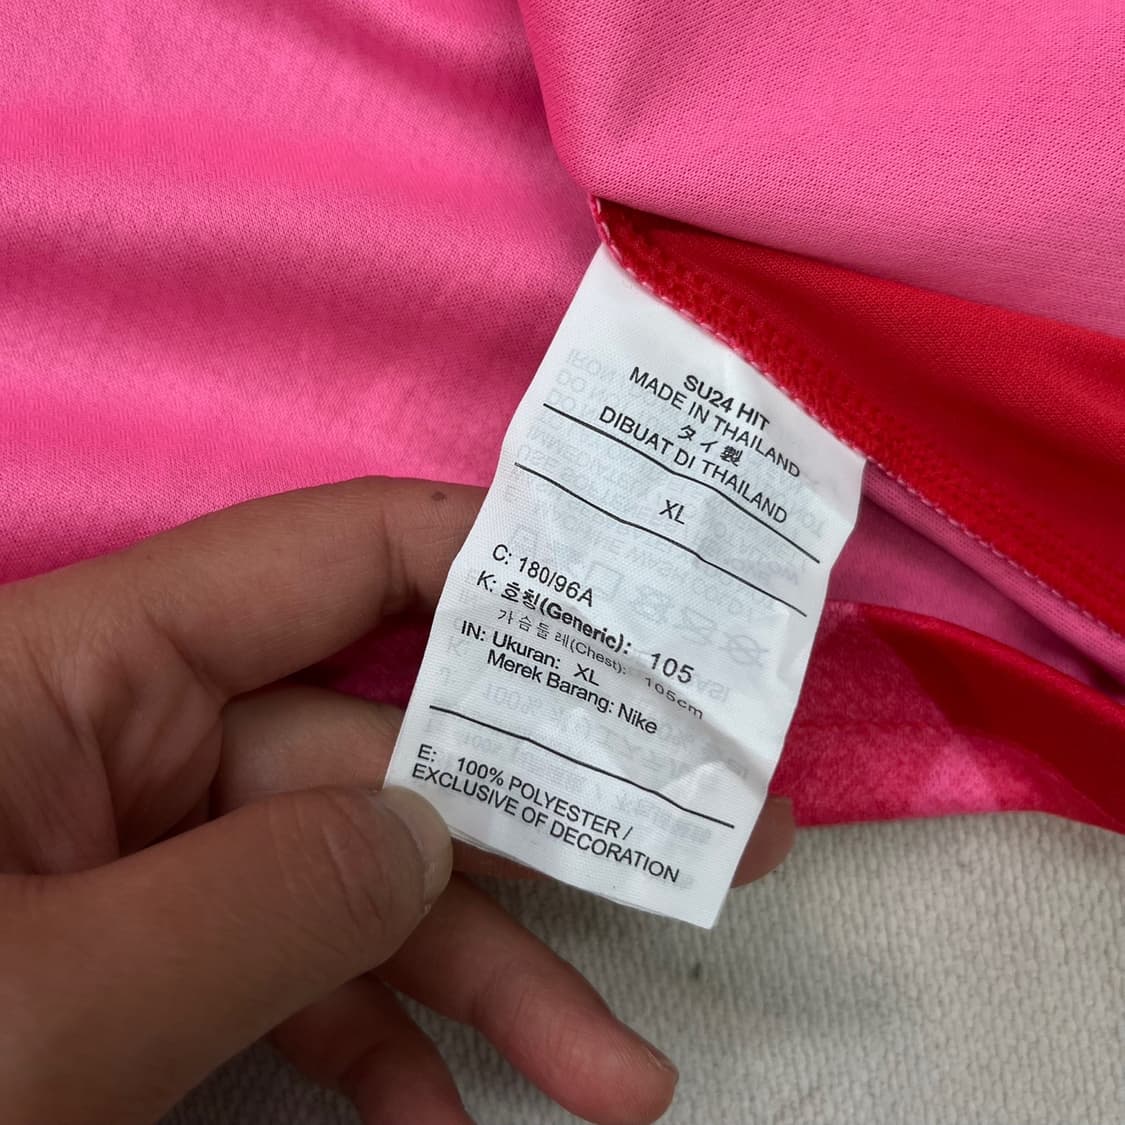 SU24 HIT
MADE IN THAILAND
タイ製
DIBUAT DI THAILAND
XL
C: 180/96A
K: 호칭(Generic): 105
가슴둘레(Chest): 105cm
IN: Ukuran: XL
Merek Barang: Nike
E: 100% POLYESTER /
EXCLUSIVE OF DECORATION